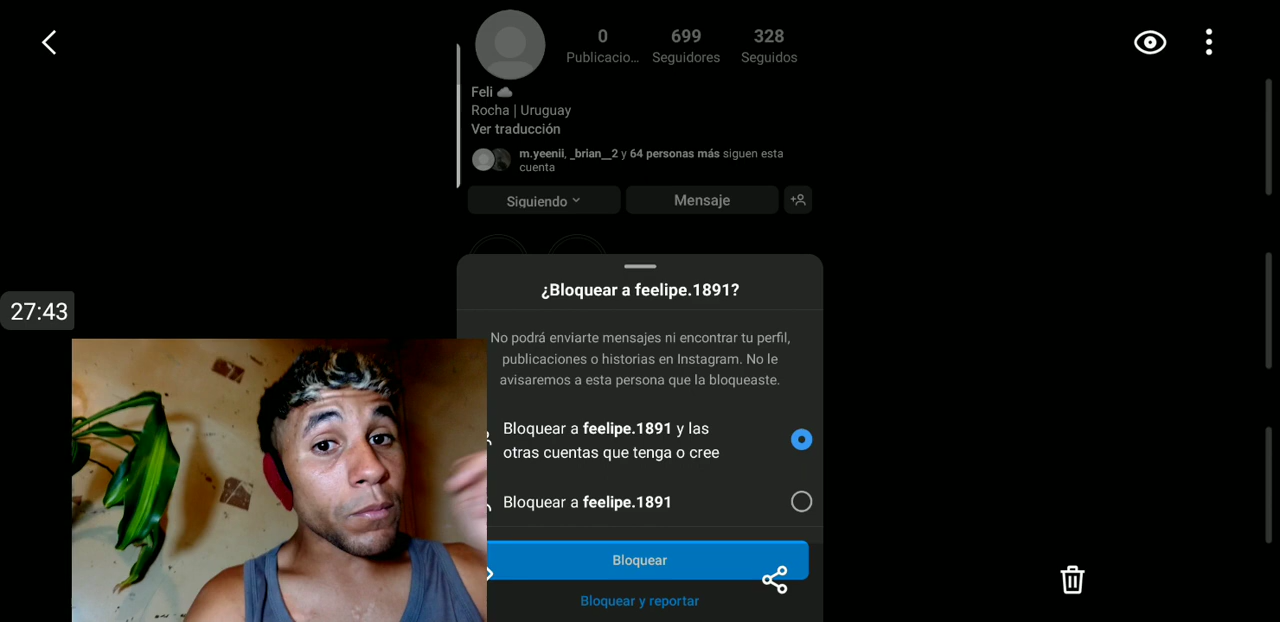 0 699 328
Publicacio... Seguidores Seguidos
Feli
Rocha | Uruguay
Ver traducción
m.yeenii, _brian__2 y 64 personas más siguen esta
cuenta
Siguiendo Mensaje
¿Bloquear a feelipe.1891?
27:43
No podrá enviarte mensajes ni encontrar tu perfil,
publicaciones o historias en Instagram. No le
avisaremos a esta persona que la bloqueaste.
Bloquear a feelipe.1891 y las
otras cuentas que tenga o cree
Bloquear a feelipe.1891
Bloquear
Bloquear y reportar